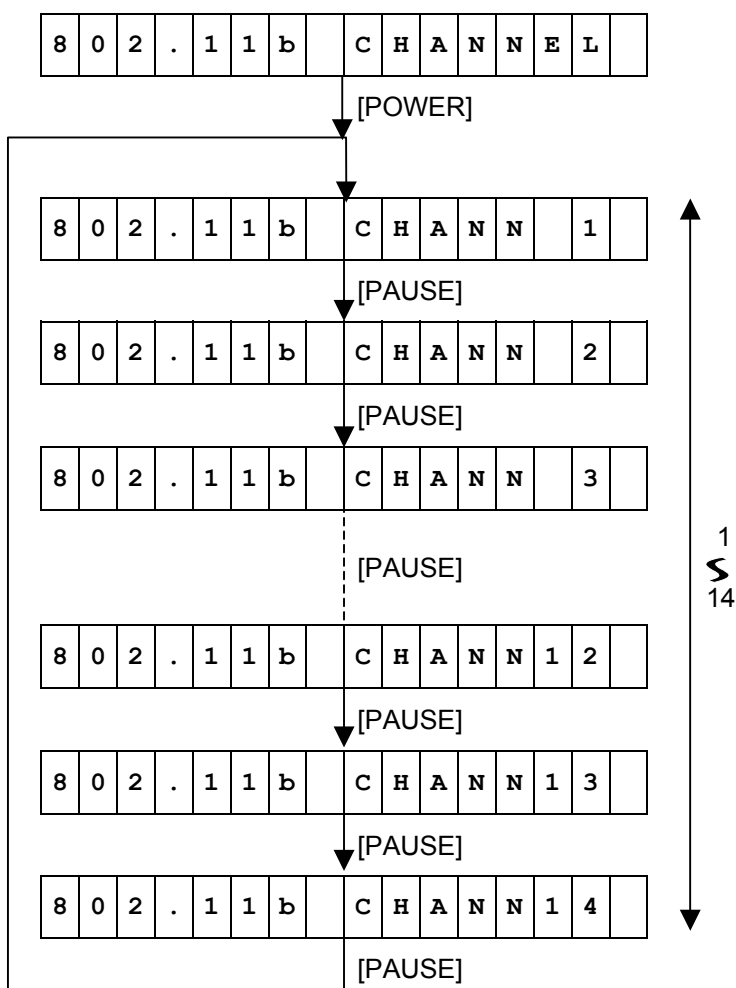 802.11b CHANNEL
[POWER]
802.11b CHANN 1
[PAUSE]
802.11b CHANN 2
[PAUSE]
802.11b CHANN 3
[PAUSE]
1
14
802.11b CHANN12
[PAUSE]
802.11b CHANN13
[PAUSE]
802.11b CHANN14
[PAUSE]